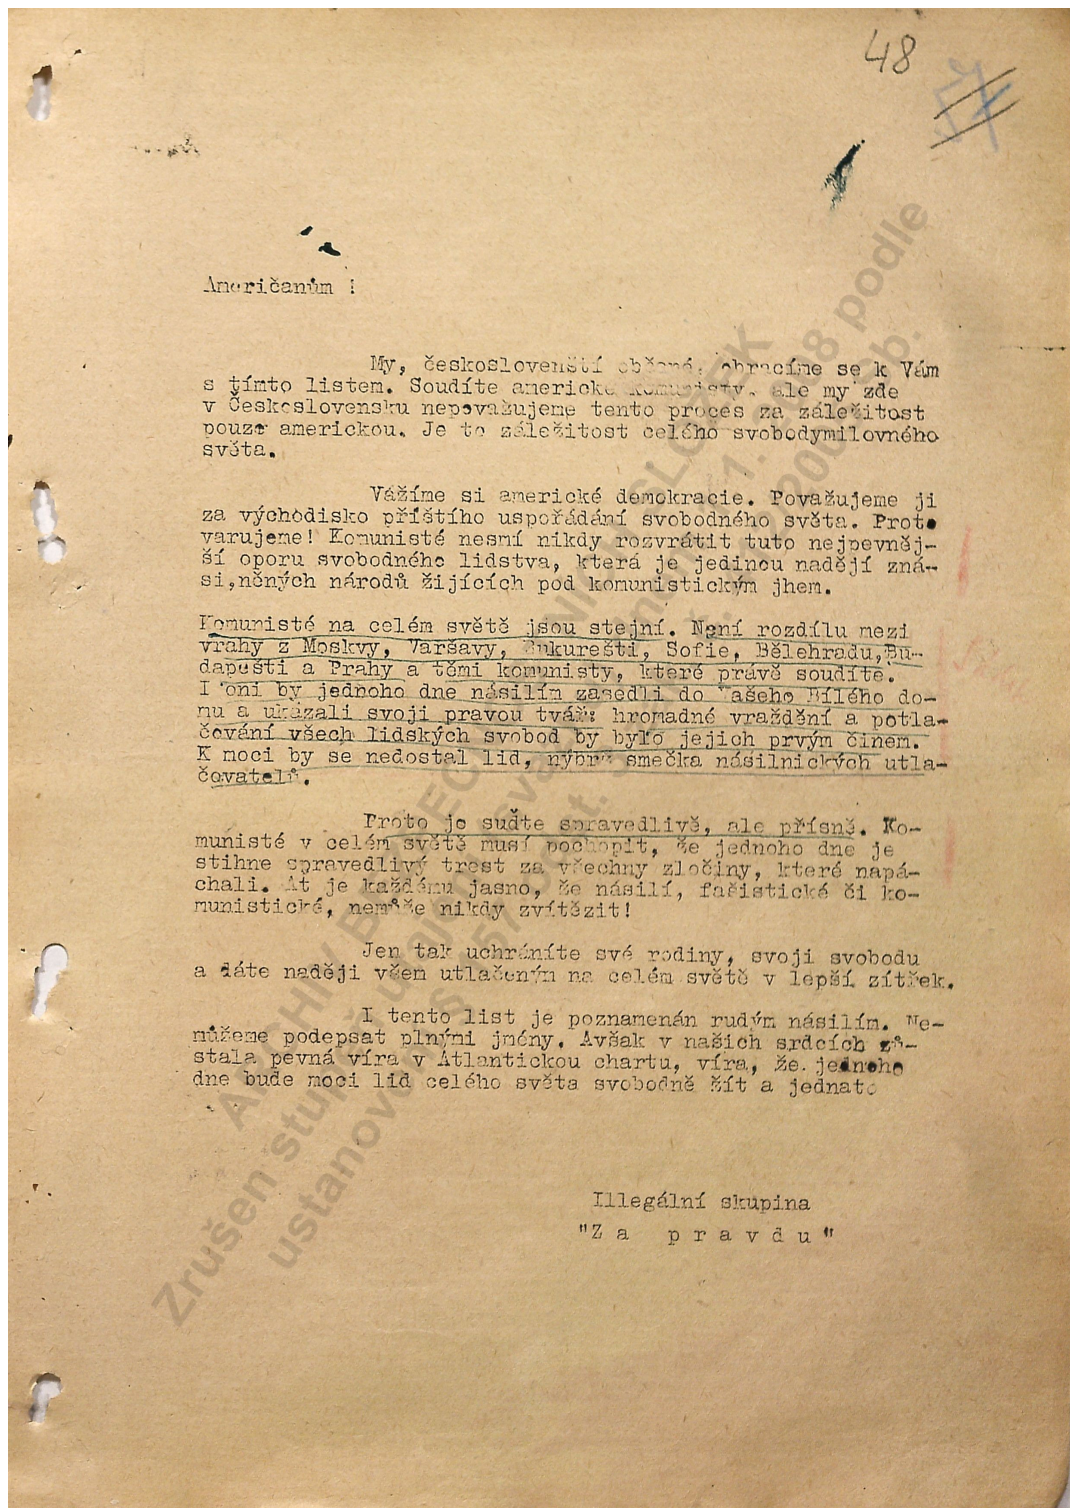 48
Američanům !
My, českoslovenští občané, obracíme se k Vám
s tímto listem. Soudíte americké komunisty, ale my zde
v Československu nepovažujeme tento proces za záležitost
pouze americkou. Je to záležitost celého svobodymilovného
světa.
Vážíme si americké demokracie. Považujeme ji
za východisko příštího uspořádání svobodného světa. Proto
varujeme! Komunisté nesmí nikdy rozvrátit tuto nejpevněj-
ší oporu svobodného lidstva, která je jedinou nadějí zná-
si,něných národů žijících pod komunistickým jhem.
Komunisté na celém světě jsou stejní. Není rozdílu mezi
vrahy z Moskvy, Varšavy, Bukurešti, Sofie, Bělehradu,Bu-
dapešti a Prahy a těmi komunisty, které právě soudíte.
I oni by jednoho dne násilím zasedli do Vašeho Bílého do-
mu a ukázali svoji pravou tvář: hromadné vraždění a potla-
čování všech lidských svobod by bylo jejich prvým činem.
K moci by se nedostal lid, nýbrž smečka násilnických utla-
čovatelů.
Proto je suďte spravedlivě, ale přísně. Ko-
munisté v celém světě musí pochopit, že jednoho dne je
stihne spravedlivý trest za všechny zločiny, které napá-
chali. Ať je každému jasno, že násilí, fašistické či ko-
munistické, nemůže nikdy zvítězit!
Jen tak uchráníte své rodiny, svoji svobodu
a dáte naději všem utlačeným na celém světě v lepší zítřek.
I tento list je poznamenán rudým násilím. Ne-
můžeme podepsat plnými jmény. Avšak v našich srdcích zů-
stala pevná víra v Atlantickou chartu, víra, že jednoho
dne bude moci lid celého světa svobodně žít a jednat.
Illegální skupina
"Z a p r a v d u"